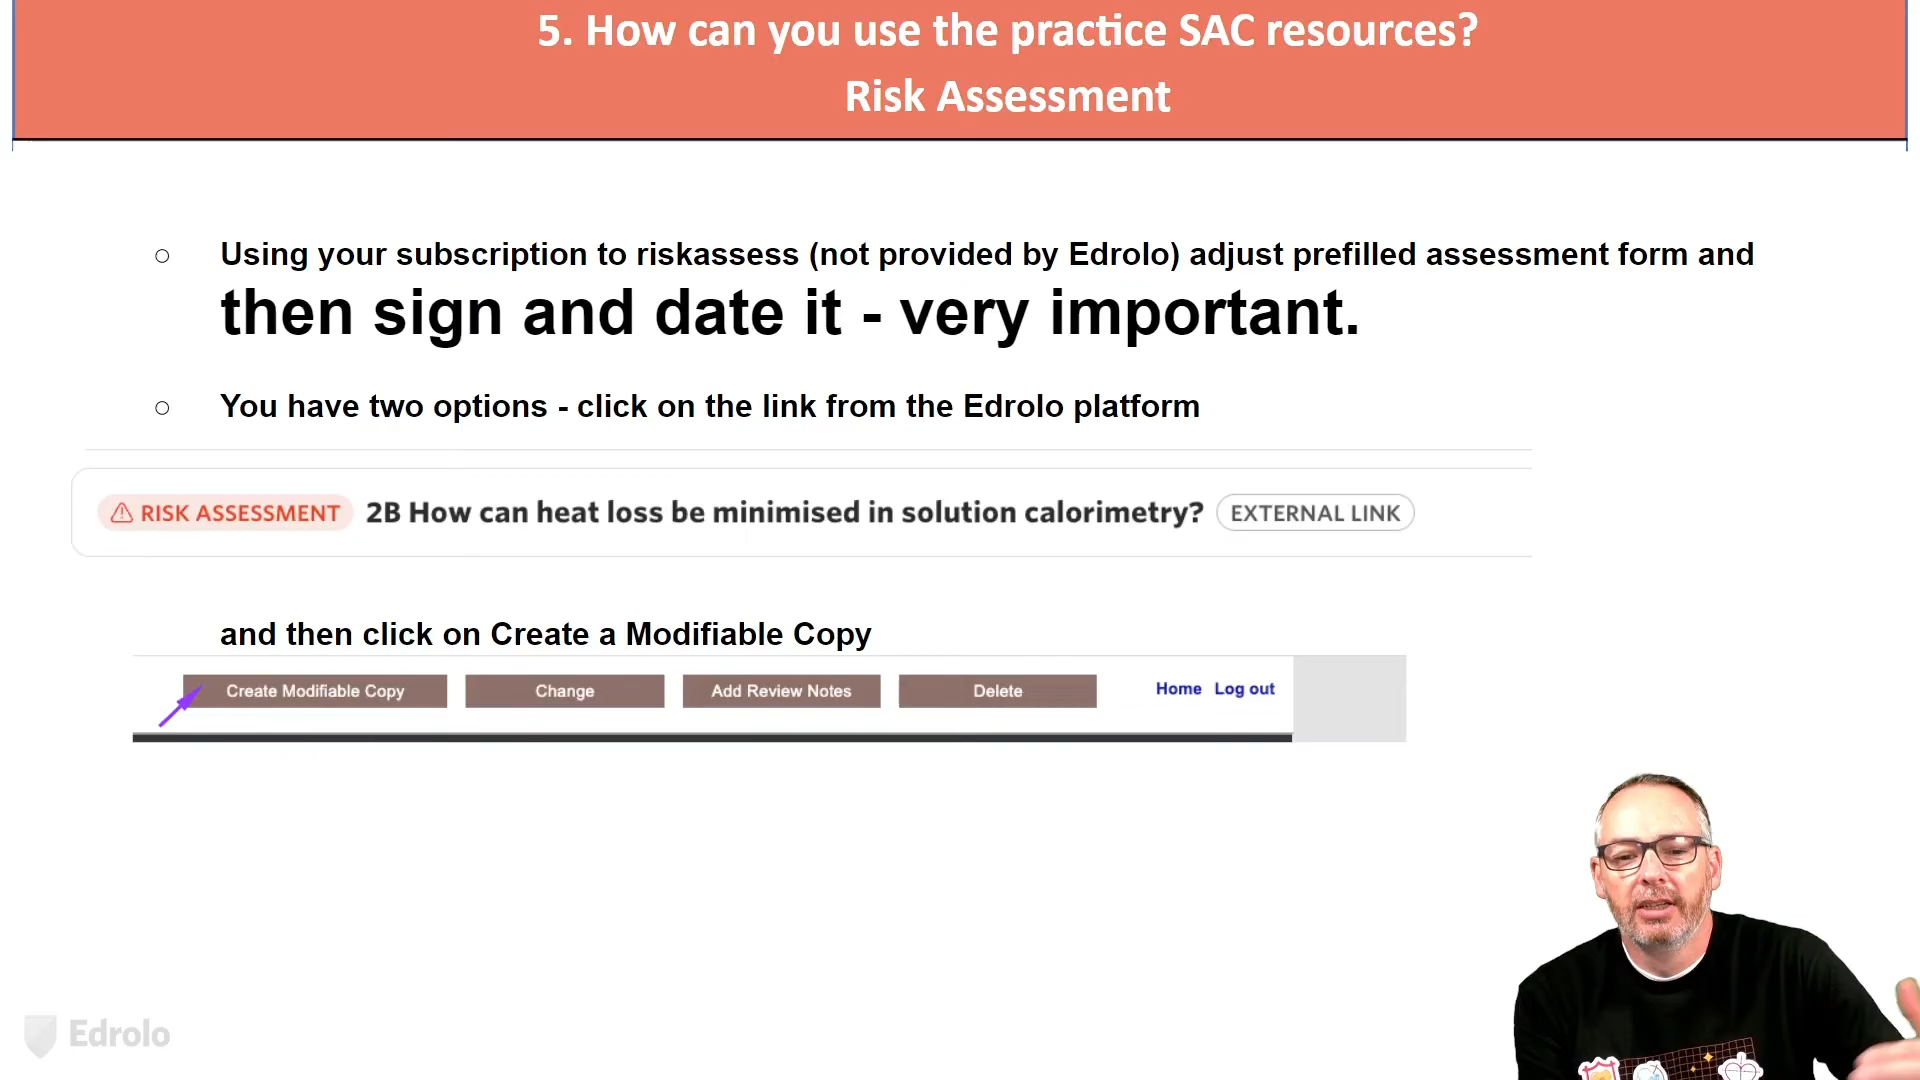 5. How can you use the practice SAC resources?
Risk Assessment
○ Using your subscription to riskassess (not provided by Edrolo) adjust prefilled assessment form and
then sign and date it - very important.
○ You have two options - click on the link from the Edrolo platform
RISK ASSESSMENT 2B How can heat loss be minimised in solution calorimetry? EXTERNAL LINK
and then click on Create a Modifiable Copy
Create Modifiable Copy Change Add Review Notes Delete Home Log out
Edrolo